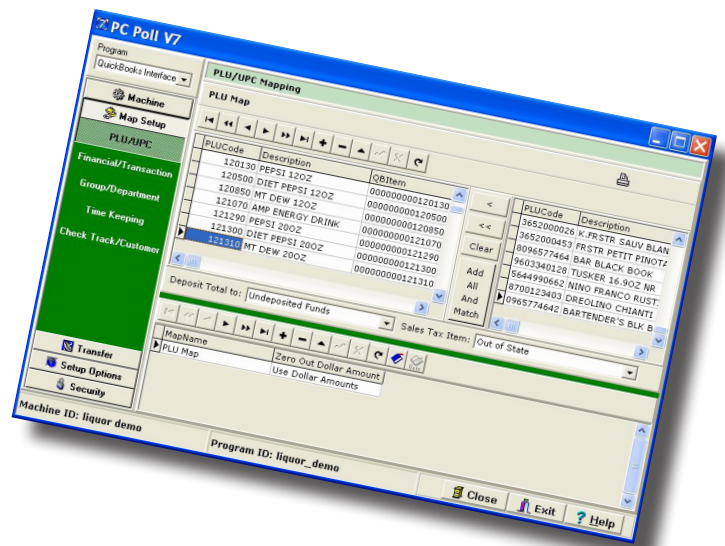 PC Poll V7
Program
QuickBooks Interface
Machine
Map Setup
PLU/UPC
Financial/Transaction
Group/Department
Time Keeping
Check Track/Customer
Transfer
Setup Options
Security
PLU/UPC Mapping
PLU Map
PLUCode Description QBItem
120130 PEPSI 12OZ 000000000120130
120500 DIET PEPSI 12OZ 000000000120500
120850 MT DEW 12OZ 000000000120850
121070 AMP ENERGY DRINK 000000000121070
121290 PEPSI 20OZ 000000000121290
121300 DIET PEPSI 20OZ 000000000121300
121310 MT DEW 20OZ 000000000121310
<
<<
Clear
Add
All
And
Match
PLUCode Description
3652000026 K.FRSTR SAUV BLAN
3652000453 FRSTR PETIT PINOT
8096577464 BAR BLACK BOOK
9603340128 TUSKER 16.9OZ NR
5644990662 NINO FRANCO RUST
8700123403 DREOLINO CHIANTI
0965774642 BARTENDER'S BLK B
Deposit Total to: Undeposited Funds
Sales Tax Item: Out of State
MapName Zero Out Dollar Amount
PLU Map Use Dollar Amounts
Machine ID: liquor demo
Program ID: liquor_demo
Close
Exit
? Help